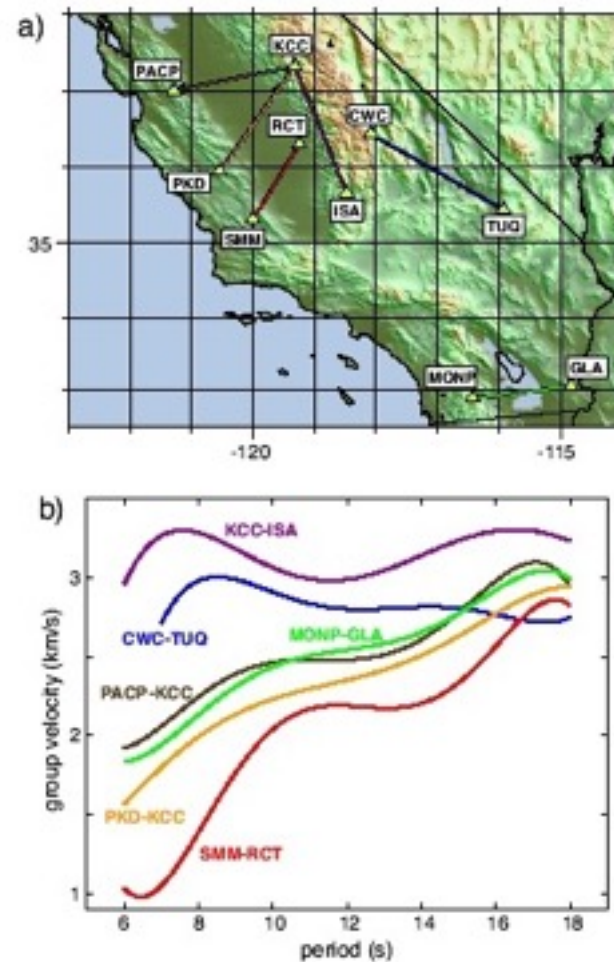 a)
KCC
PACP
RCT
CWC
PKD
ISA
SMM
TUQ
35
MONP
GLA
-120
-115
b)
KCC-ISA
3
CWC-TUQ
MONP-GLA
PACP-KCC
2
PKD-KCC
SMM-RCT
1
group velocity (km/s)
6 8 10 12 14 16 18
period (s)